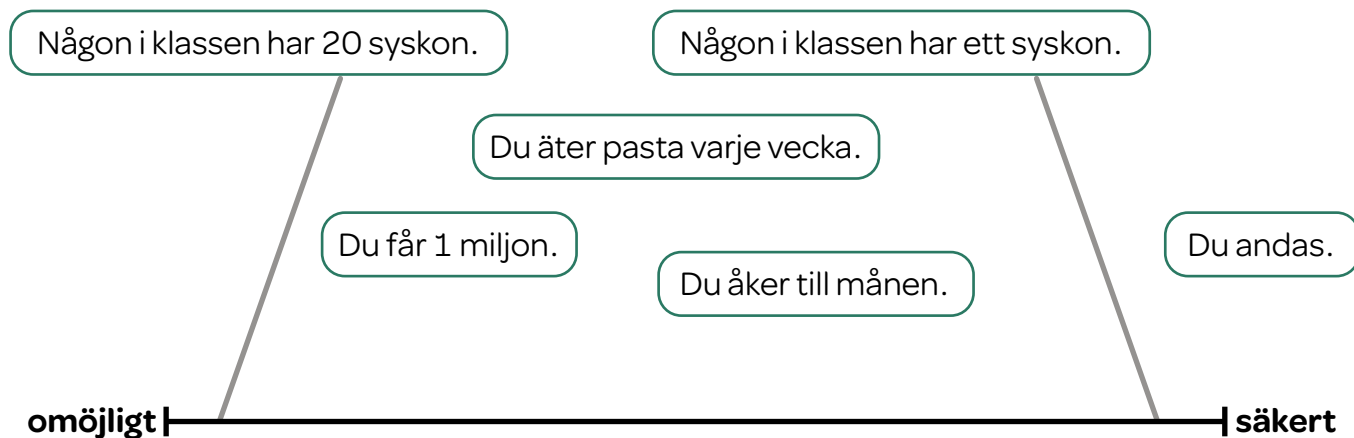 Någon i klassen har 20 syskon.
Någon i klassen har ett syskon.
Du äter pasta varje vecka.
Du får 1 miljon.
Du åker till månen.
Du andas.
omöjligt
säkert